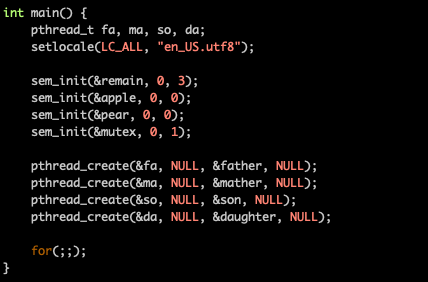 int main() {
    pthread_t fa, ma, so, da;
    setlocale(LC_ALL, "en_US.utf8");
    sem_init(&remain, 0, 3);
    sem_init(&apple, 0, 0);
    sem_init(&pear, 0, 0);
    sem_init(&mutex, 0, 1);
    pthread_create(&fa, NULL, &father, NULL);
    pthread_create(&ma, NULL, &mather, NULL);
    pthread_create(&so, NULL, &son, NULL);
    pthread_create(&da, NULL, &daughter, NULL);
    for(;;);
}